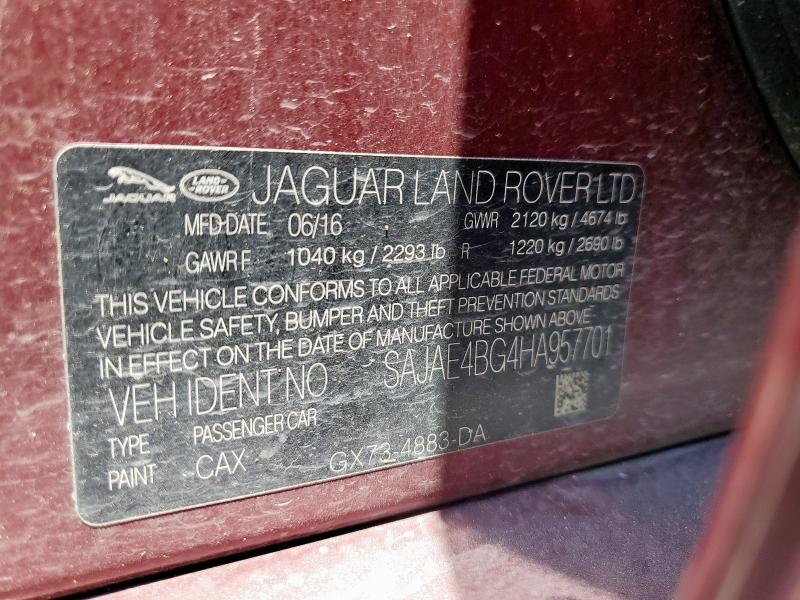 JAGUAR LAND-ROVER JAGUAR LAND ROVER LTD
MFD-DATE 06/16 GVWR 2120 kg / 4674 lb
GAWR F 1040 kg / 2293 lb R 1220 kg / 2690 lb
THIS VEHICLE CONFORMS TO ALL APPLICABLE FEDERAL MOTOR
VEHICLE SAFETY, BUMPER AND THEFT PREVENTION STANDARDS
IN EFFECT ON THE DATE OF MANUFACTURE SHOWN ABOVE
VEH IDENT NO SAJAE4BG4HA957701
TYPE PASSENGER CAR
PAINT CAX GX73-4883-DA